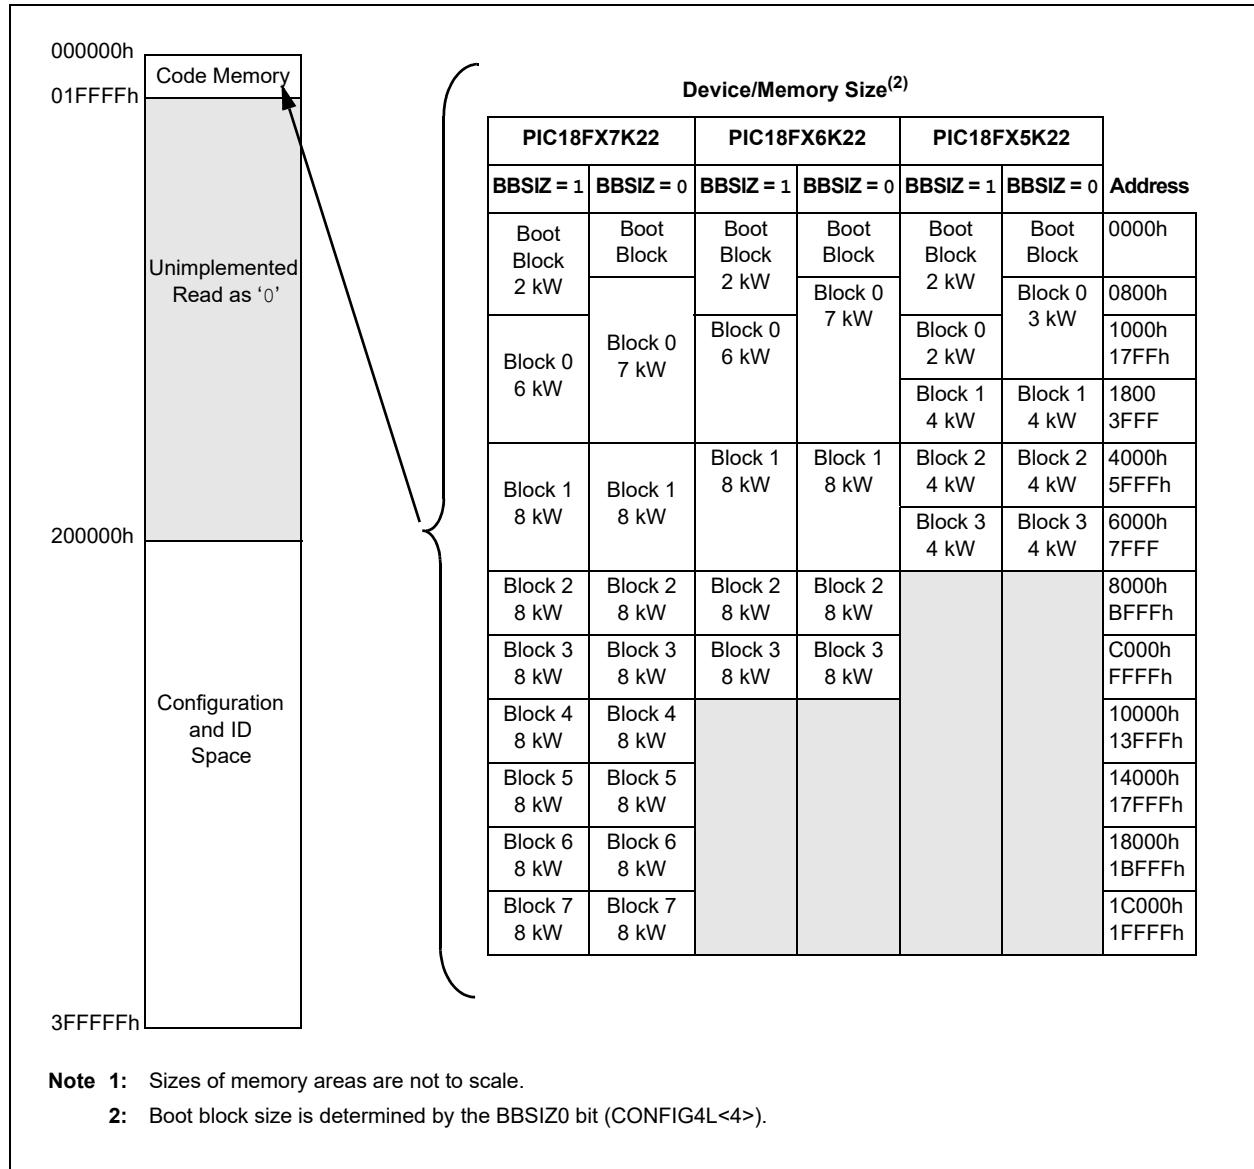 000000h
Code Memory
01FFFFh
Unimplemented
Read as ‘0’
200000h
Configuration
and ID
Space
3FFFFFh
Device/Memory Size(2)
PIC18FX7K22 PIC18FX6K22 PIC18FX5K22
BBSIZ = 1 BBSIZ = 0 BBSIZ = 1 BBSIZ = 0 BBSIZ = 1 BBSIZ = 0 Address
Boot Block 2 kW
Boot Block
Boot Block 2 kW
Boot Block
Boot Block 2 kW
Boot Block
0000h
Block 0 7 kW
Block 0 7 kW
Block 0 3 kW
0800h
Block 0 6 kW
Block 0 6 kW
Block 0 2 kW
1000h
17FFh
Block 1 4 kW
Block 1 4 kW
1800
3FFF
Block 1 8 kW
Block 1 8 kW
Block 1 8 kW
Block 1 8 kW
Block 2 4 kW
Block 2 4 kW
4000h
5FFFh
Block 3 4 kW
Block 3 4 kW
6000h
7FFF
Block 2 Block 2 Block 2 Block 2 8000h
8 kW 8 kW 8 kW 8 kW BFFFh
Block 3 Block 3 Block 3 Block 3 C000h
8 kW 8 kW 8 kW 8 kW FFFFh
Block 4 Block 4 10000h
8 kW 8 kW 13FFFh
Block 5 Block 5 14000h
8 kW 8 kW 17FFFh
Block 6 Block 6 18000h
8 kW 8 kW 1BFFFh
Block 7 Block 7 1C000h
8 kW 8 kW 1FFFFh
Note 1: Sizes of memory areas are not to scale.
2: Boot block size is determined by the BBSIZ0 bit (CONFIG4L<4>).